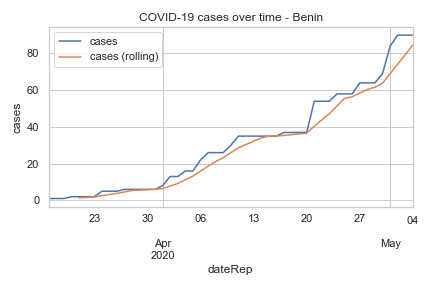 COVID-19 cases over time - Benin
cases
cases (rolling)
cases
80
60
40
20
0
23 30 06 13 20 27 04
Apr May
2020
dateRep